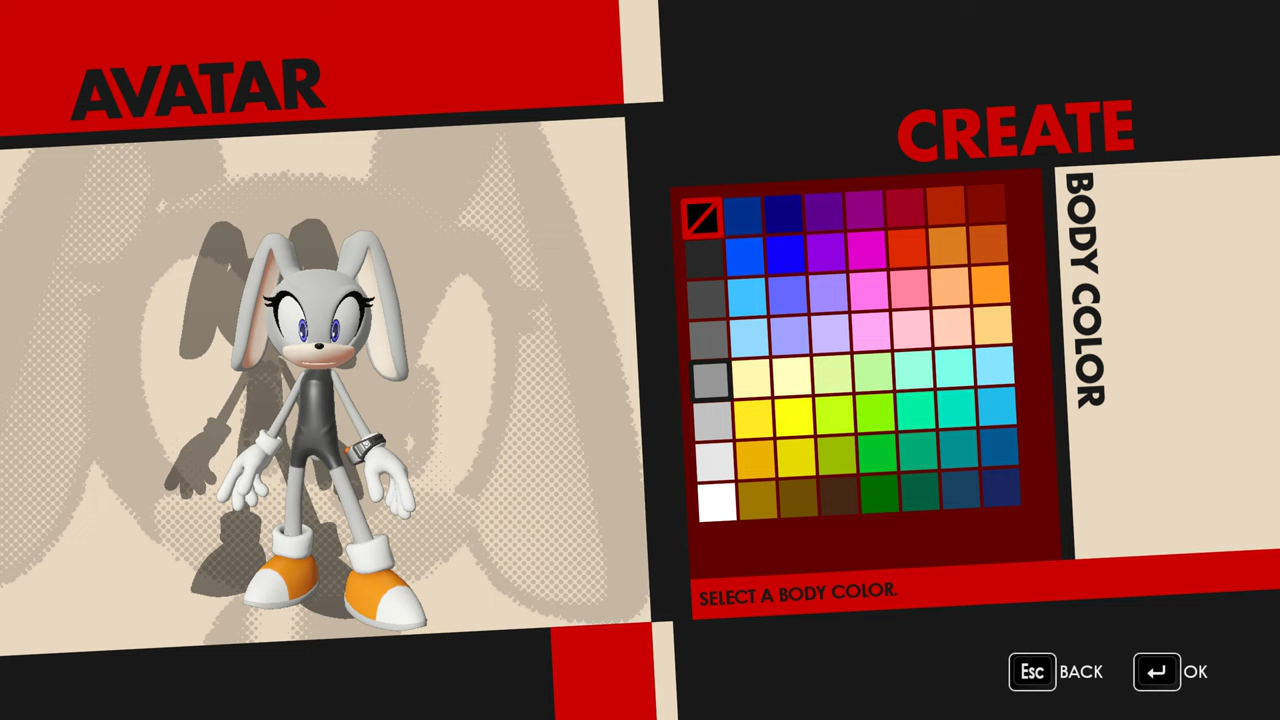 AVATAR
CREATE
BODY COLOR
SELECT A BODY COLOR.
Esc BACK
OK